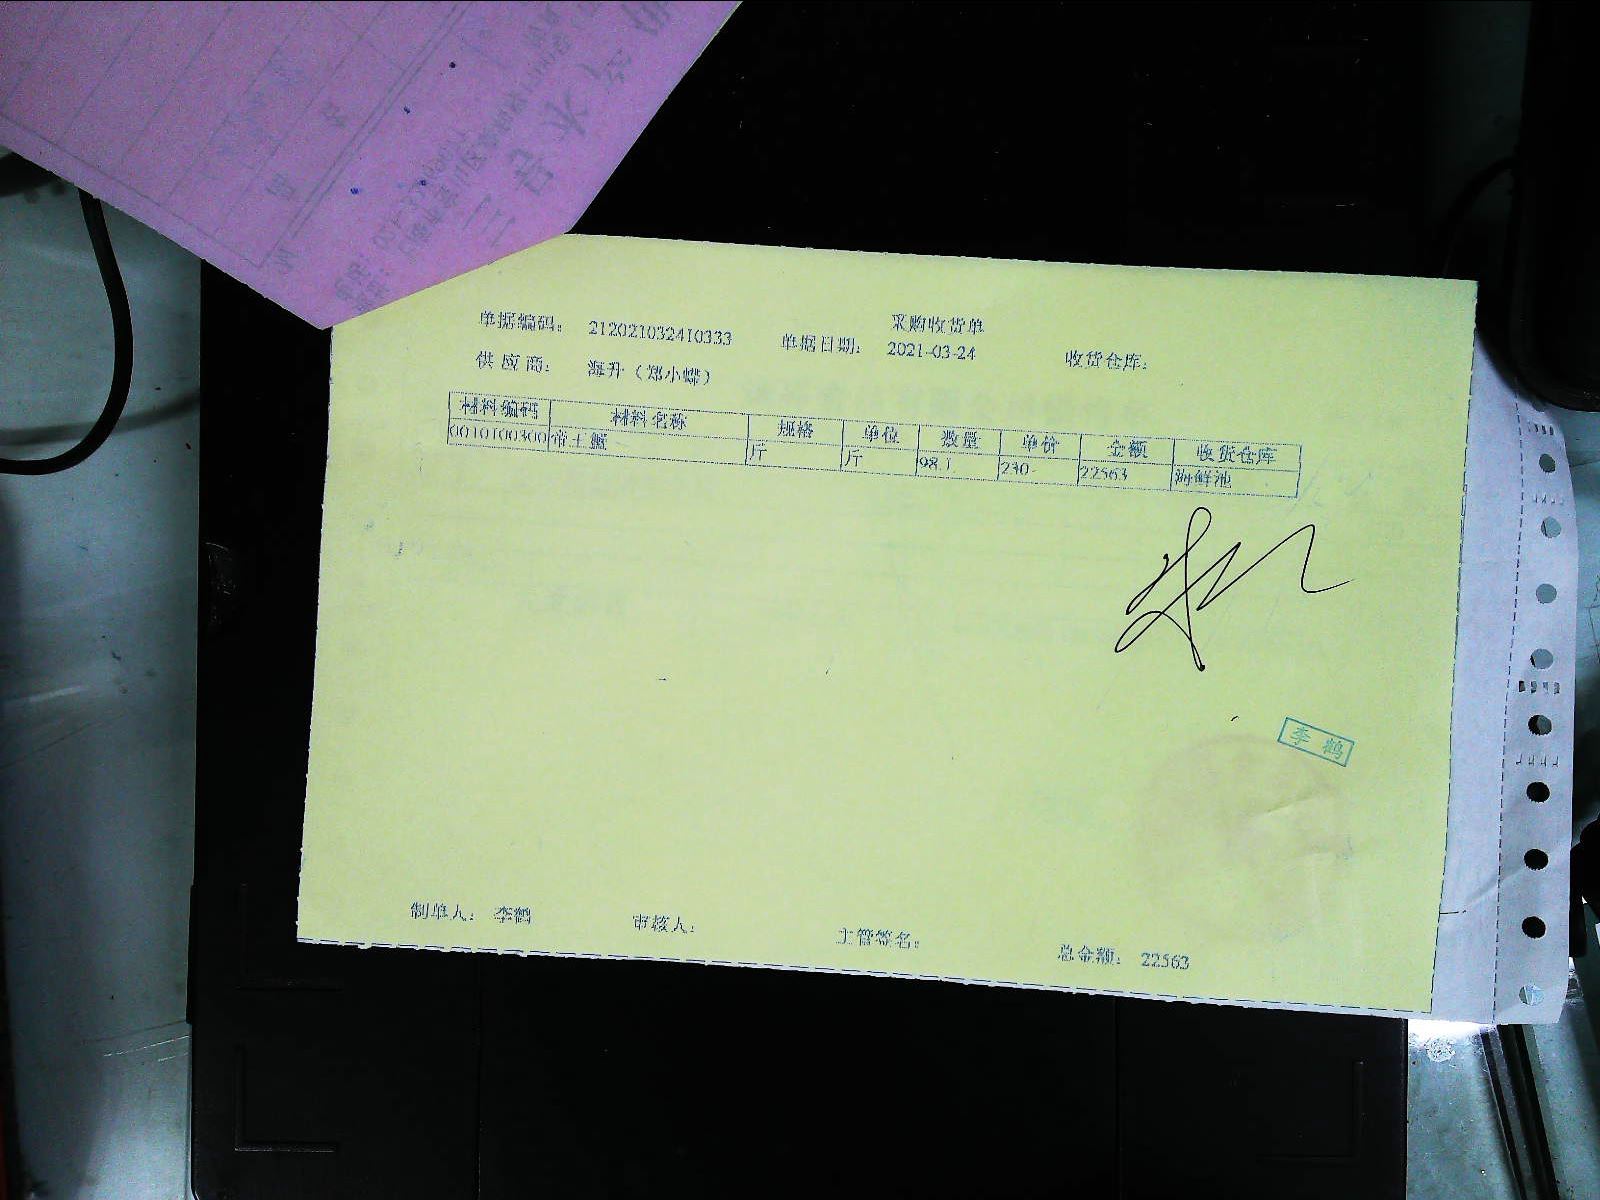 采购收货单
单据编码: 212021032410333 单据日期: 2021-03-24 收货仓库:
供应商: 海升(郑小蝶)
材料编码 材料名称 规格 单位 数量 单价 金额 收货仓库
0010100300 帝王蟹 斤 斤 98.1 230 22563 海鲜池
李鹤
制单人: 李鹤 审核人: 主管签名: 总金额: 22563